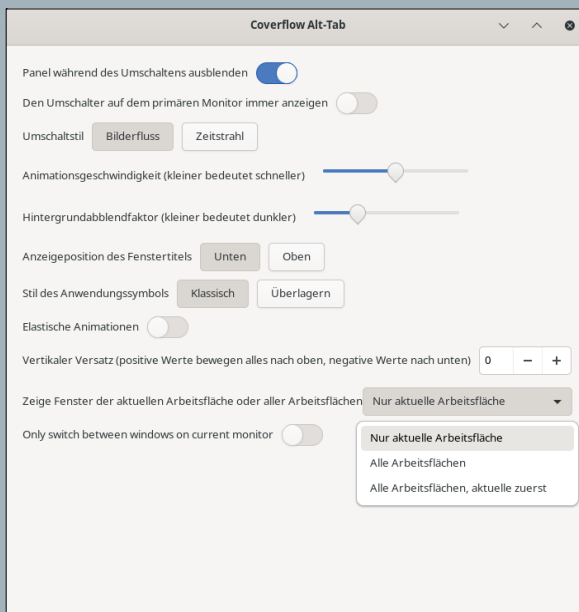 Coverflow Alt-Tab
Panel während des Umschaltens ausblenden
Den Umschalter auf dem primären Monitor immer anzeigen
Umschaltstil Bilderfluss Zeitstrahl
Animationsgeschwindigkeit (kleiner bedeutet schneller)
Hintergrundabblendfaktor (kleiner bedeutet dunkler)
Anzeigeposition des Fenstertitels Unten Oben
Stil des Anwendungssymbols Klassisch Überlagern
Elastische Animationen
Vertikaler Versatz (positive Werte bewegen alles nach oben, negative Werte nach unten) 0 − +
Zeige Fenster der aktuellen Arbeitsfläche oder aller Arbeitsflächen Nur aktuelle Arbeitsfläche
Only switch between windows on current monitor
Nur aktuelle Arbeitsfläche
Alle Arbeitsflächen
Alle Arbeitsflächen, aktuelle zuerst